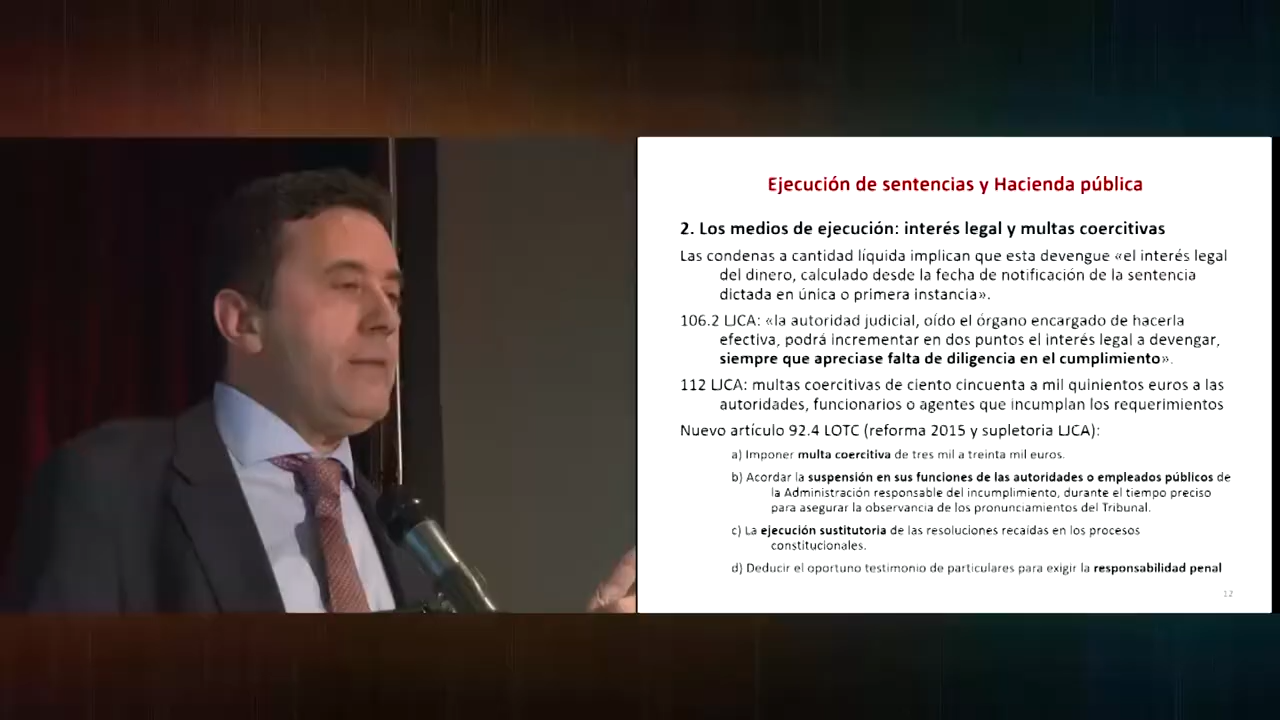 Ejecución de sentencias y Hacienda pública
2. Los medios de ejecución: interés legal y multas coercitivas
Las condenas a cantidad líquida implican que esta devengue «el interés legal
del dinero, calculado desde la fecha de notificación de la sentencia
dictada en única o primera instancia».
106.2 LJCA: «la autoridad judicial, oído el órgano encargado de hacerla
efectiva, podrá incrementar en dos puntos el interés legal a devengar,
siempre que apreciase falta de diligencia en el cumplimiento».
112 LJCA: multas coercitivas de ciento cincuenta a mil quinientos euros a las
autoridades, funcionarios o agentes que incumplan los requerimientos
Nuevo artículo 92.4 LOTC (reforma 2015 y supletoria LJCA):
a) Imponer multa coercitiva de tres mil a treinta mil euros.
b) Acordar la suspensión en sus funciones de las autoridades o empleados públicos de
la Administración responsable del incumplimiento, durante el tiempo preciso
para asegurar la observancia de los pronunciamientos del Tribunal.
c) La ejecución sustitutoria de las resoluciones recaídas en los procesos
constitucionales.
d) Deducir el oportuno testimonio de particulares para exigir la responsabilidad penal
12